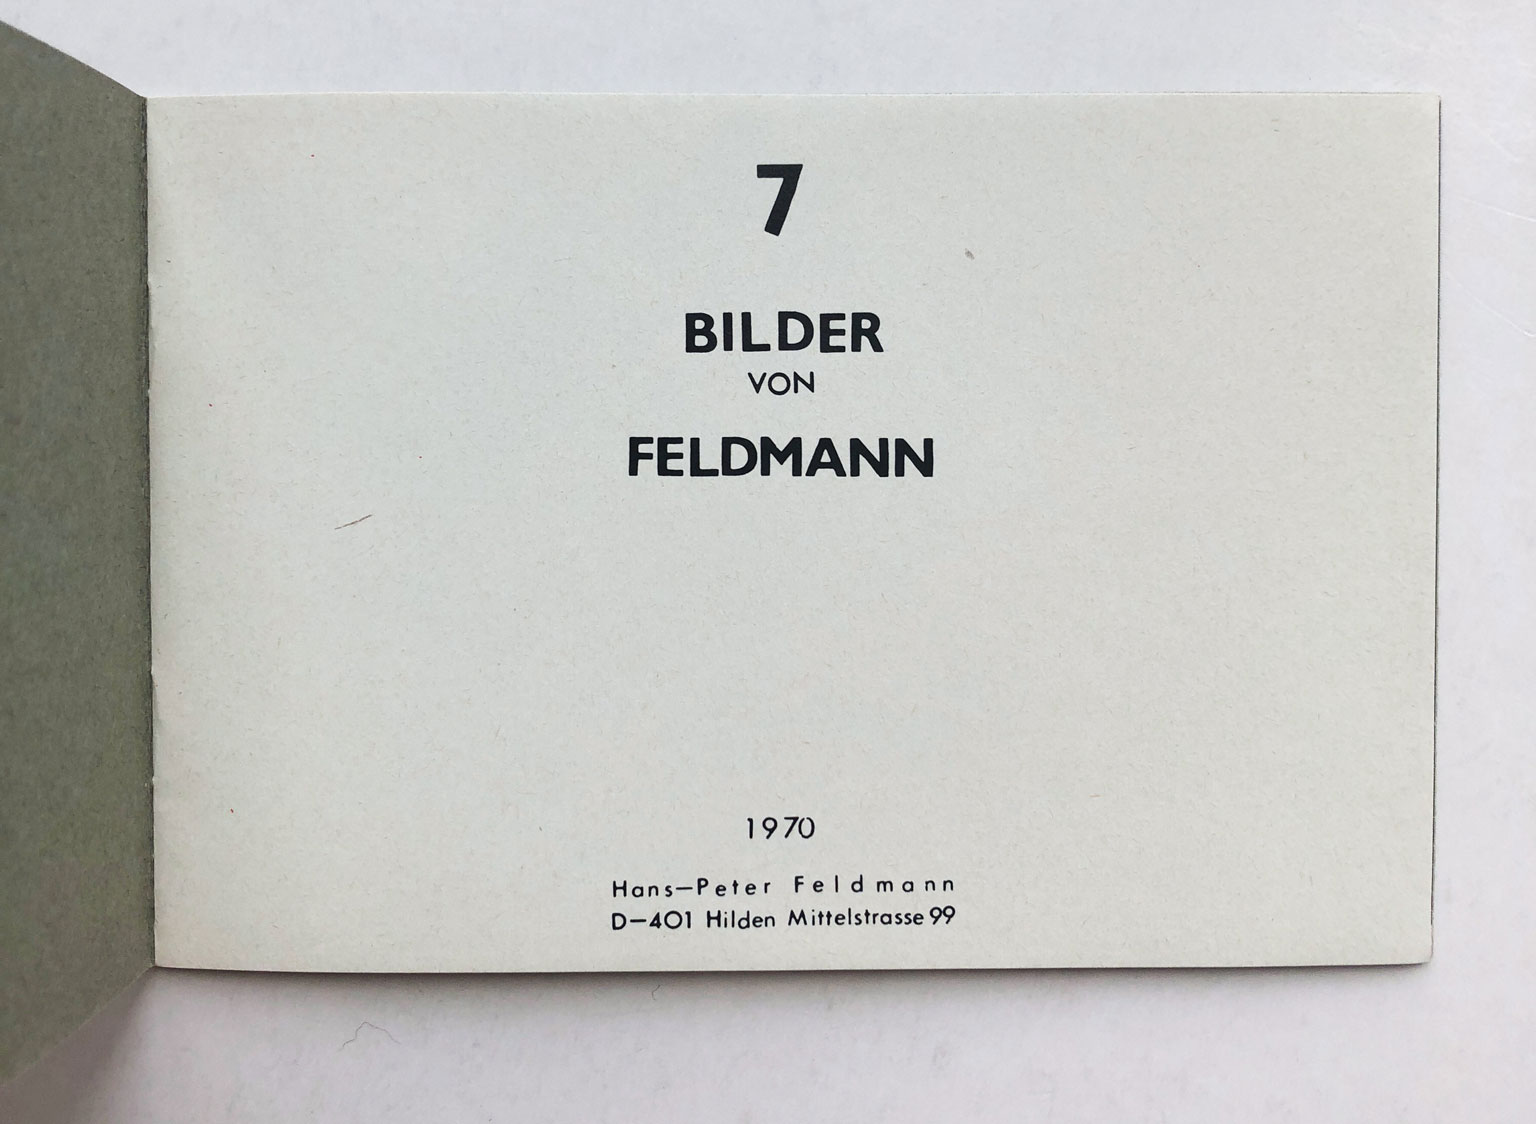 7
BILDER
VON
FELDMANN
1970
Hans–Peter Feldmann
D–401 Hilden Mittelstrasse 99